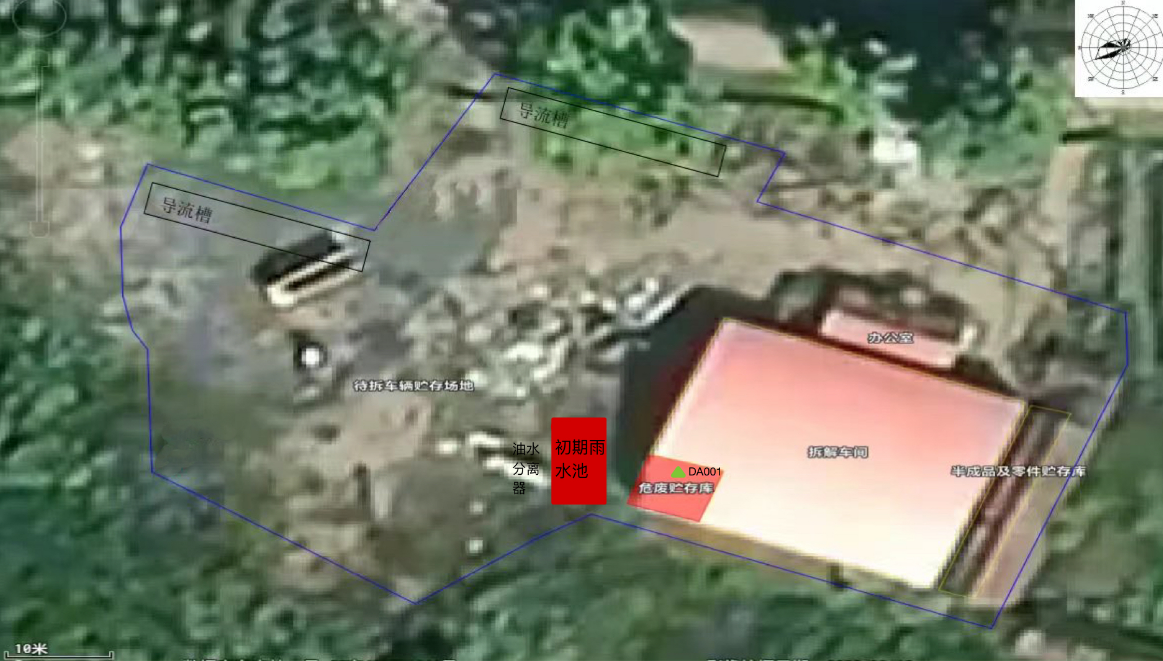 导流槽
导流槽
办公室
待拆车辆贮存场地
油水
分离
器
初期雨
水池
拆解车间
DA001
半成品及零件贮存库
危废贮存库
10米